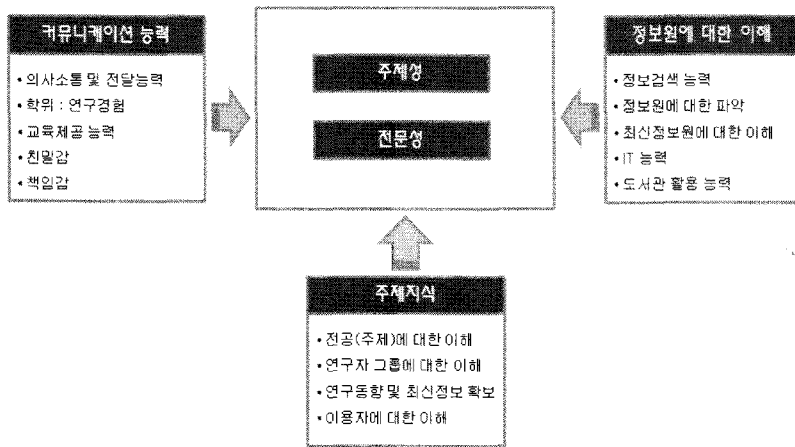 커뮤니케이션 능력
• 의사소통 및 전달능력
• 학위 : 연구경험
• 교육제공 능력
• 친밀감
• 책임감
주제성
전문성
정보원에 대한 이해
• 정보검색 능력
• 정보원에 대한 파악
• 최신정보원에 대한 이해
• IT 능력
• 도서관 활용 능력
주제지식
• 전공(주제)에 대한 이해
• 연구자 그룹에 대한 이해
• 연구동향 및 최신정보 확보
• 이용자에 대한 이해